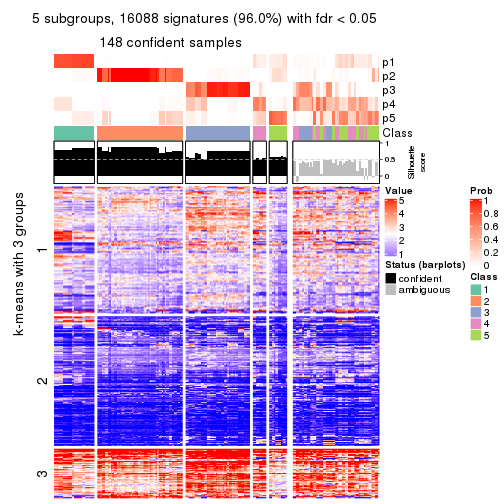 5 subgroups, 16088 signatures (96.0%) with fdr < 0.05
148 confident samples
p1
p2
p3
p4
p5
Class
1
0.5
0
Silhouette
score
k-means with 3 groups
1
2
3
Value
5
4
3
2
1
Status (barplots)
confident
ambiguous
Prob
1
0.8
0.6
0.4
0.2
0
Class
1
2
3
4
5